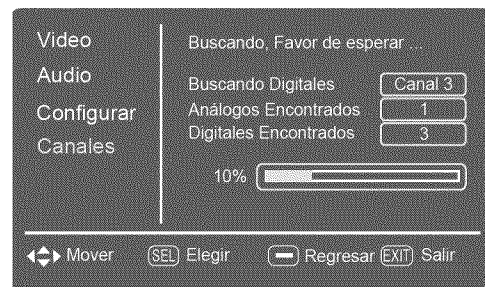 Video
Audio
Configurar
Canales
Buscando, Favor de esperar ...
Buscando Digitales Canal 3
Análogos Encontrados 1
Digitales Encontrados 3
10%
Mover SEL Elegir Regresar EXIT Salir